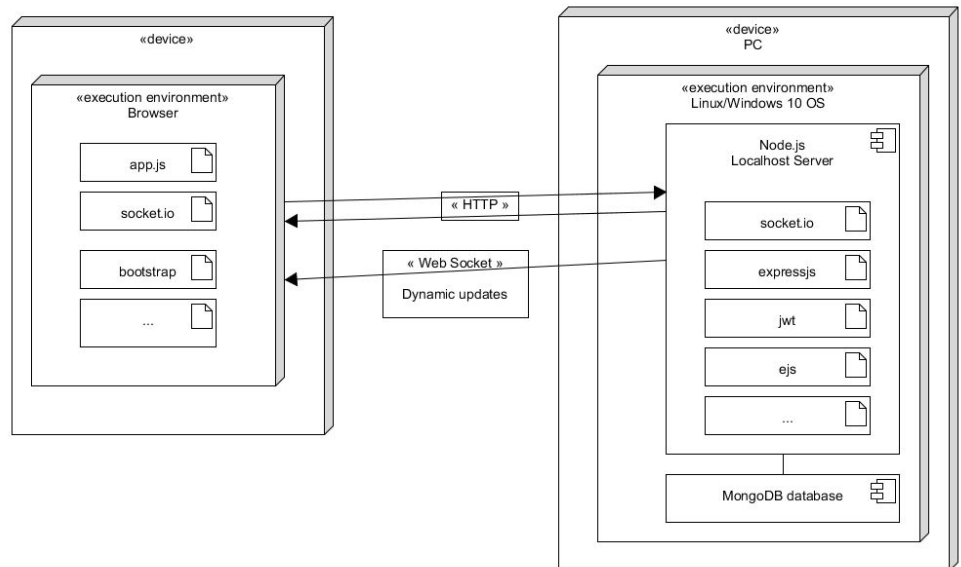 «device»
«execution environment»
Browser
app.js
socket.io
bootstrap
...
« HTTP »
« Web Socket »
Dynamic updates
«device»
PC
«execution environment»
Linux/Windows 10 OS
Node.js
Localhost Server
socket.io
expressjs
jwt
ejs
...
MongoDB database